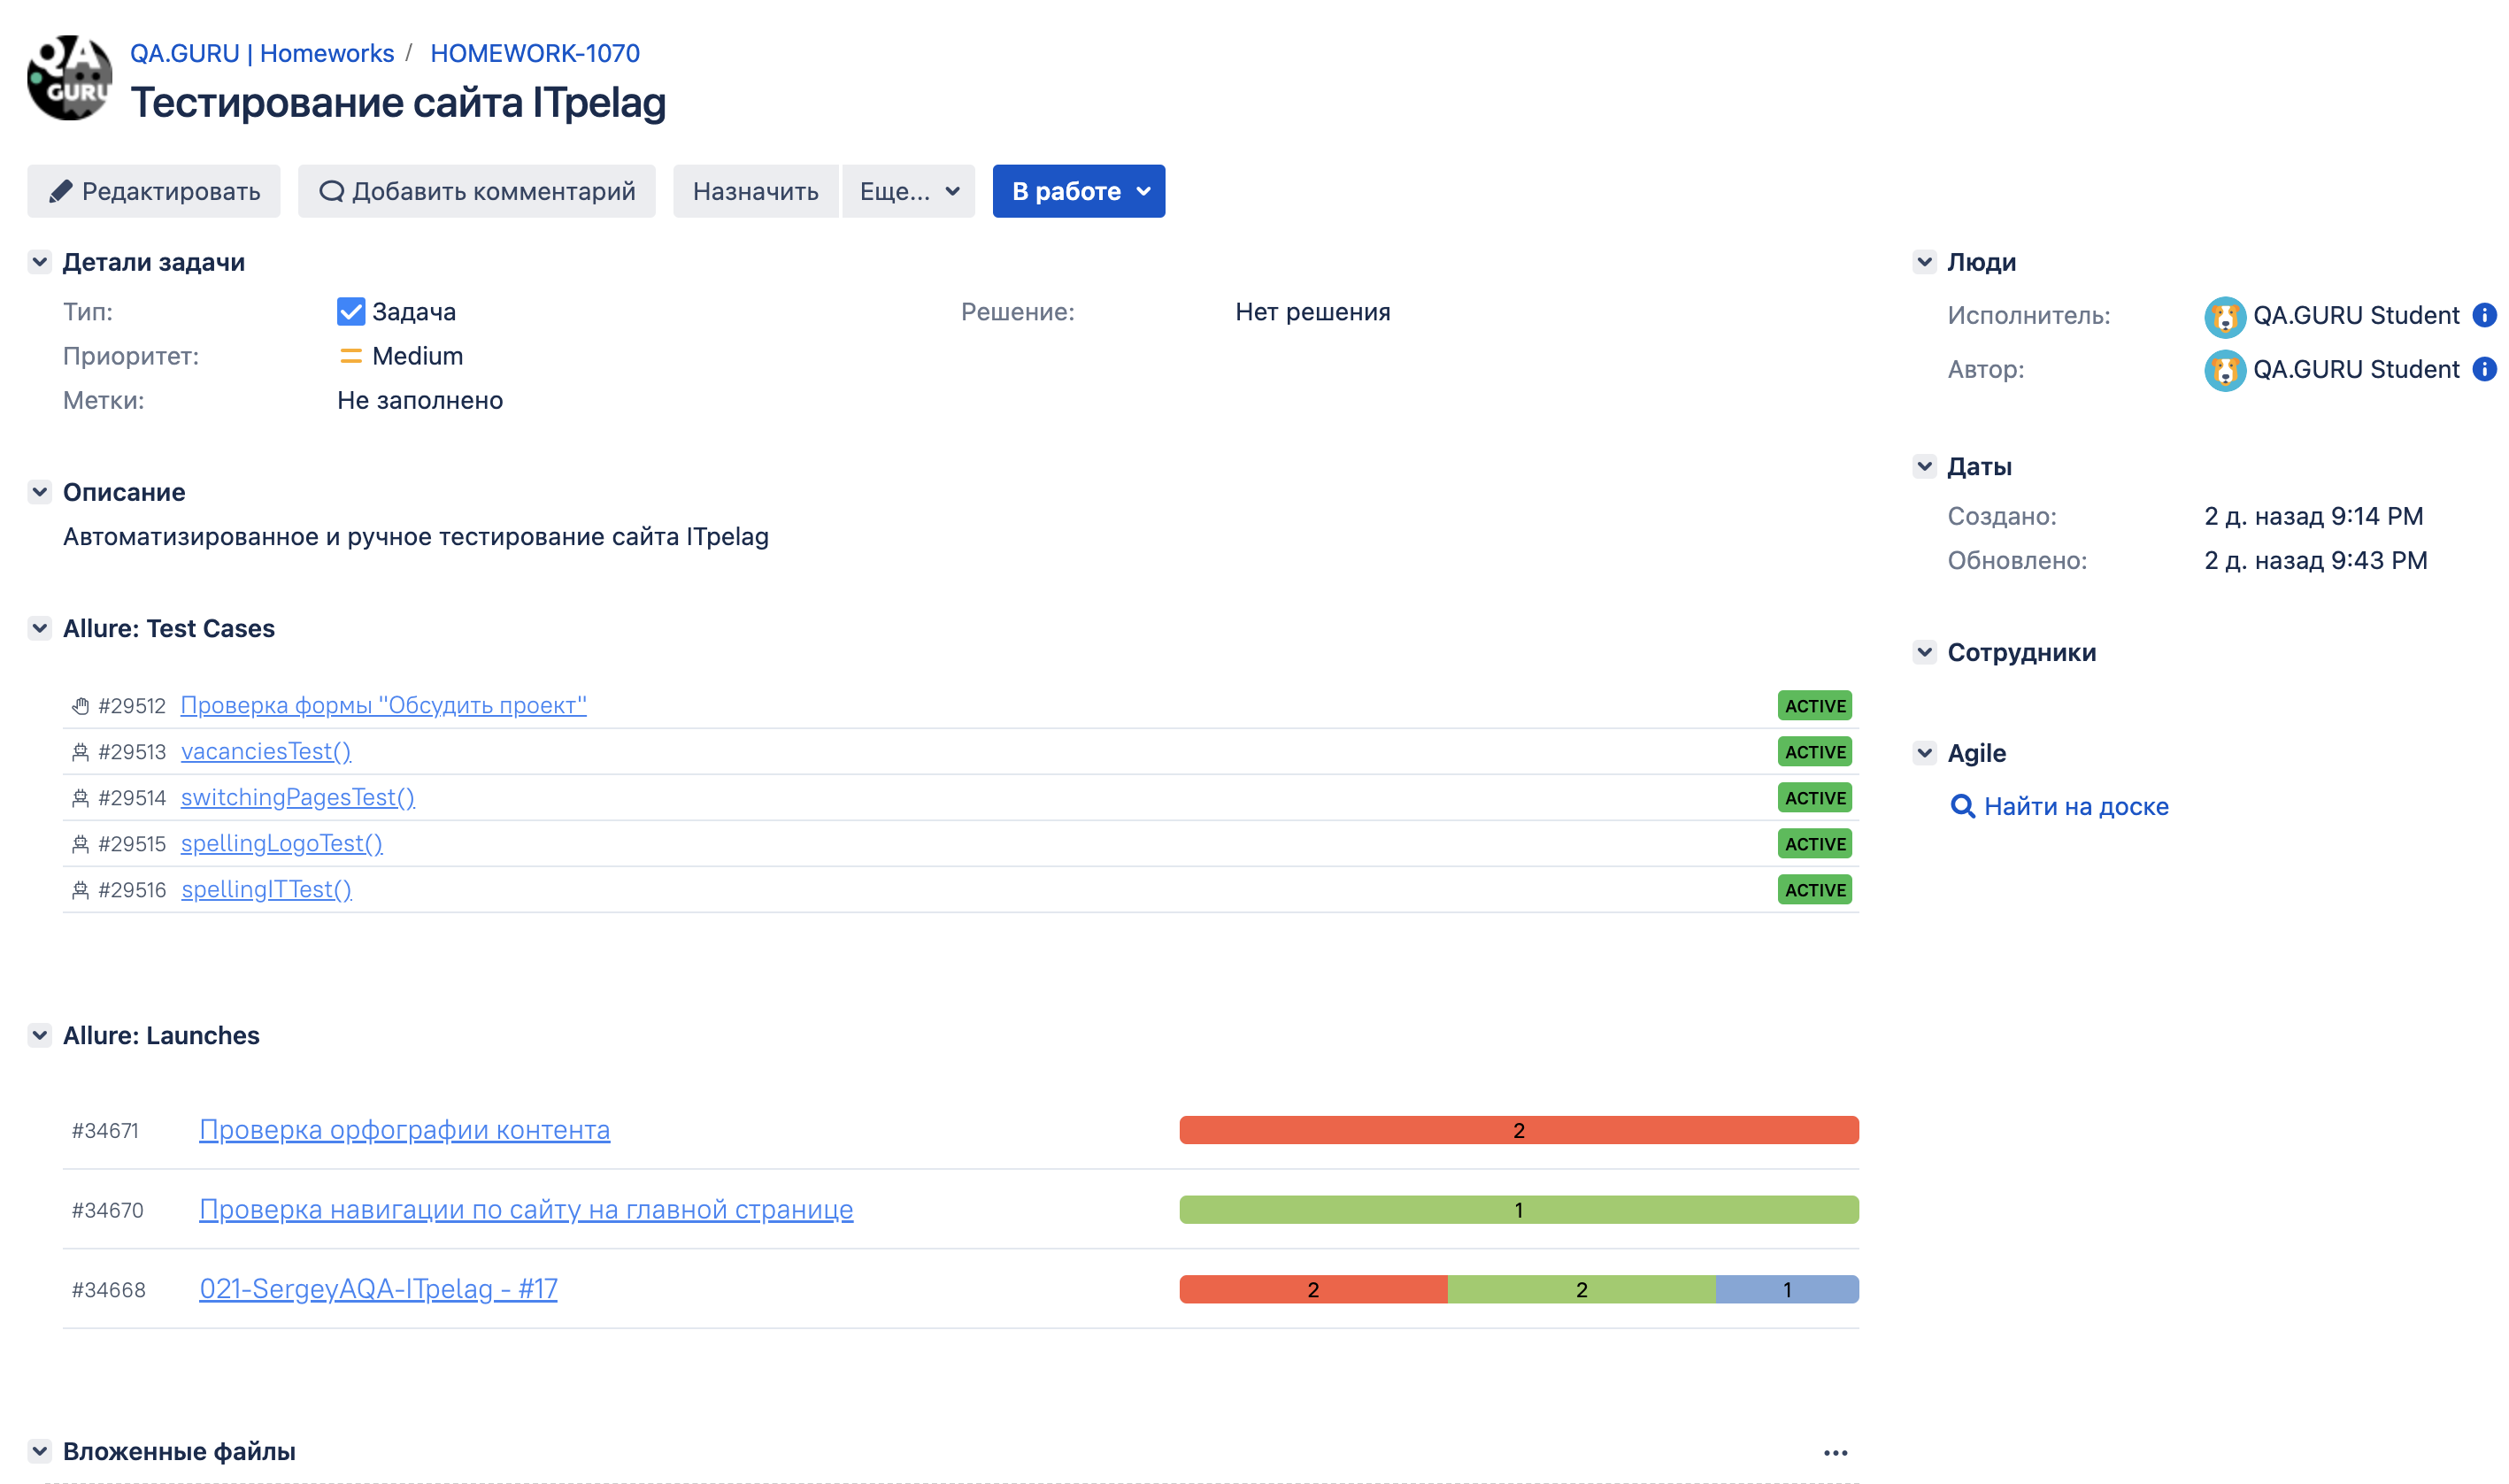 QA GURU
QA.GURU | Homeworks / HOMEWORK-1070
Тестирование сайта ITpelag
Редактировать Добавить комментарий Назначить Еще... В работе
Детали задачи
Тип: Задача Решение: Нет решения
Приоритет: Medium
Метки: Не заполнено
Описание
Автоматизированное и ручное тестирование сайта ITpelag
Allure: Test Cases
#29512 Проверка формы "Обсудить проект" ACTIVE
#29513 vacanciesTest() ACTIVE
#29514 switchingPagesTest() ACTIVE
#29515 spellingLogoTest() ACTIVE
#29516 spellingITTest() ACTIVE
Allure: Launches
#34671 Проверка орфографии контента 2
#34670 Проверка навигации по сайту на главной странице 1
#34668 021-SergeyAQA-ITpelag - #17 2 2 1
Вложенные файлы ...
Люди
Исполнитель: QA.GURU Student
Автор: QA.GURU Student
Даты
Создано: 2 д. назад 9:14 PM
Обновлено: 2 д. назад 9:43 PM
Сотрудники
Agile
Найти на доске